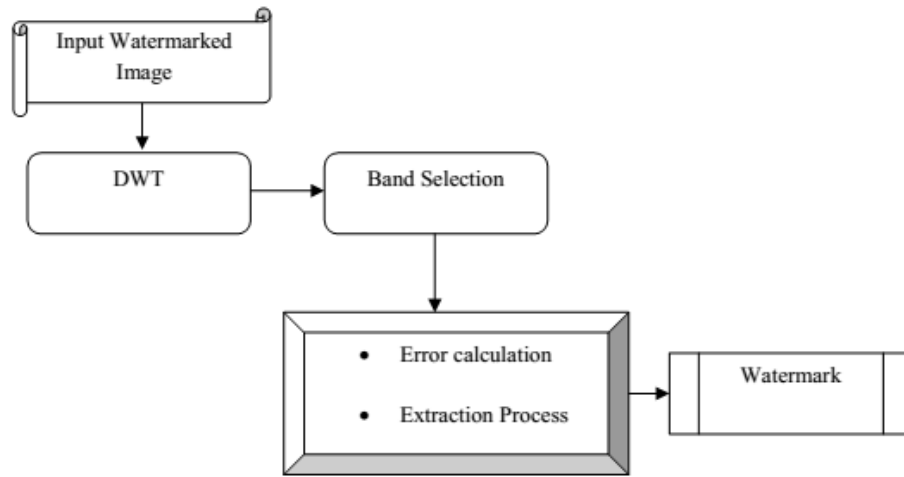 Input Watermarked
Image
DWT
Band Selection
• Error calculation
• Extraction Process
Watermark